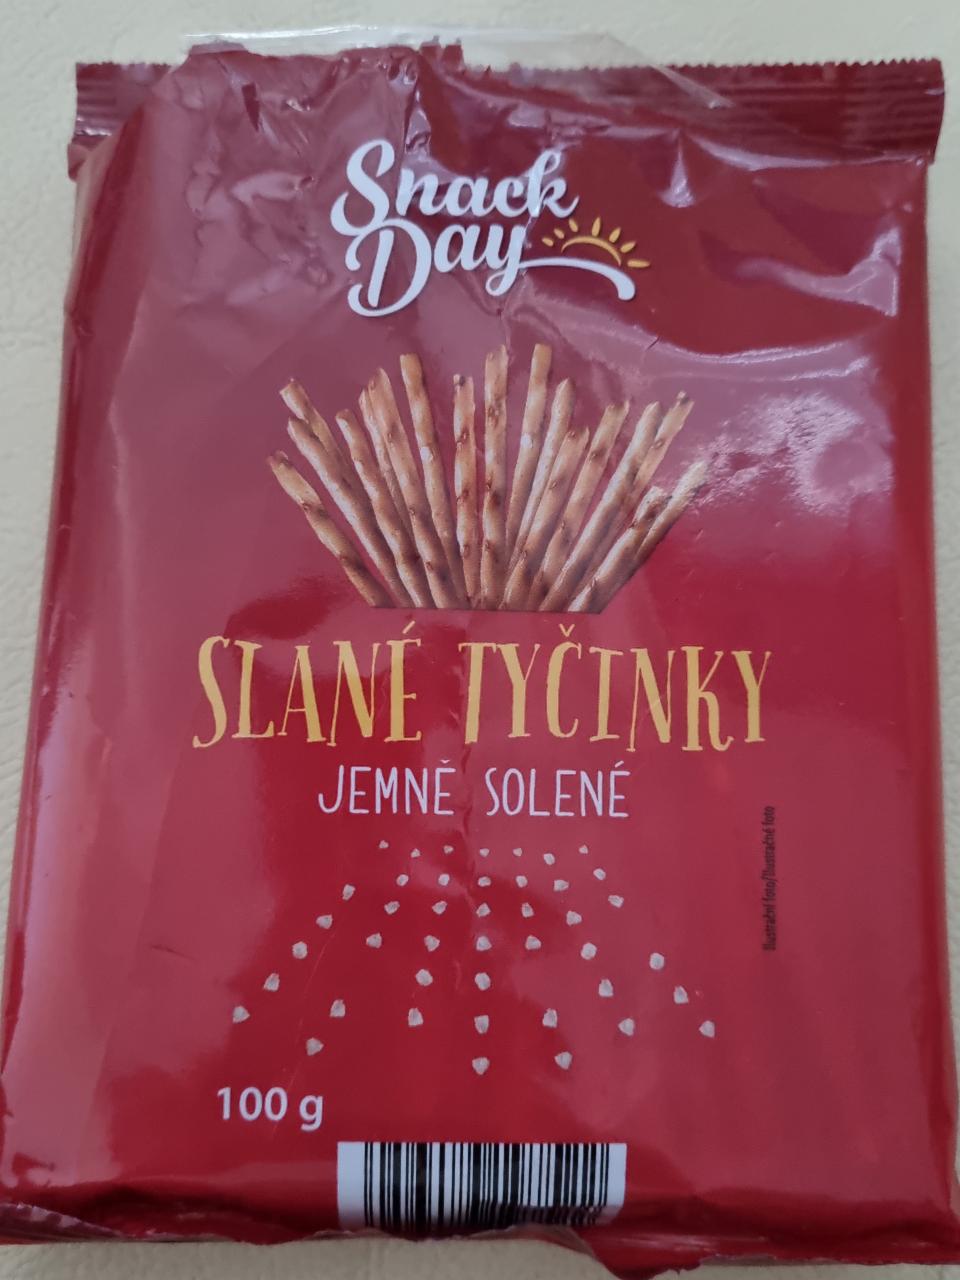 Snack
Day
SLANÉ TYČINKY
JEMNĚ SOLENÉ
Ilustrační foto/Ilustračné foto
100 g